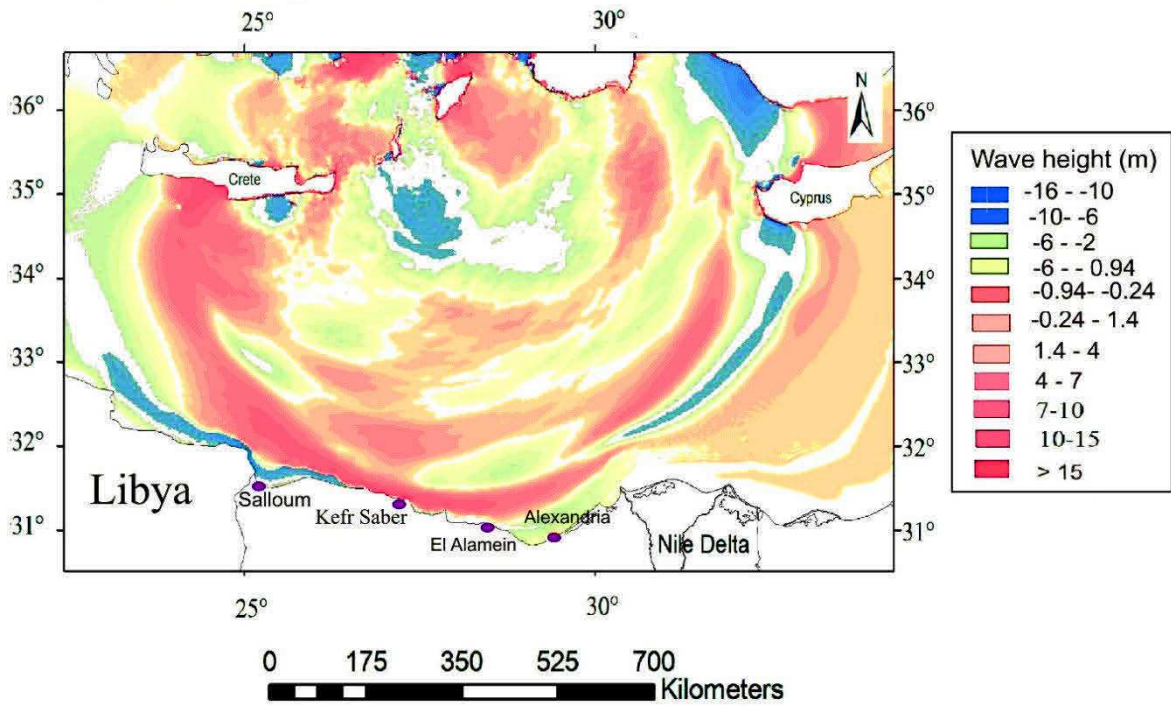 25° 30°
N
36° 36°
35° 35°
34° 34°
33° 33°
32° 32°
31° 31°
Crete
Cyprus
Libya
Salloum
Kefr Saber
El Alamein
Alexandria
Nile Delta
25° 30°
0 175 350 525 700
Kilometers
Wave height (m)
-16 - -10
-10- -6
-6 - -2
-6 - - 0.94
-0.94- -0.24
-0.24 - 1.4
1.4 - 4
4 - 7
7-10
10-15
> 15